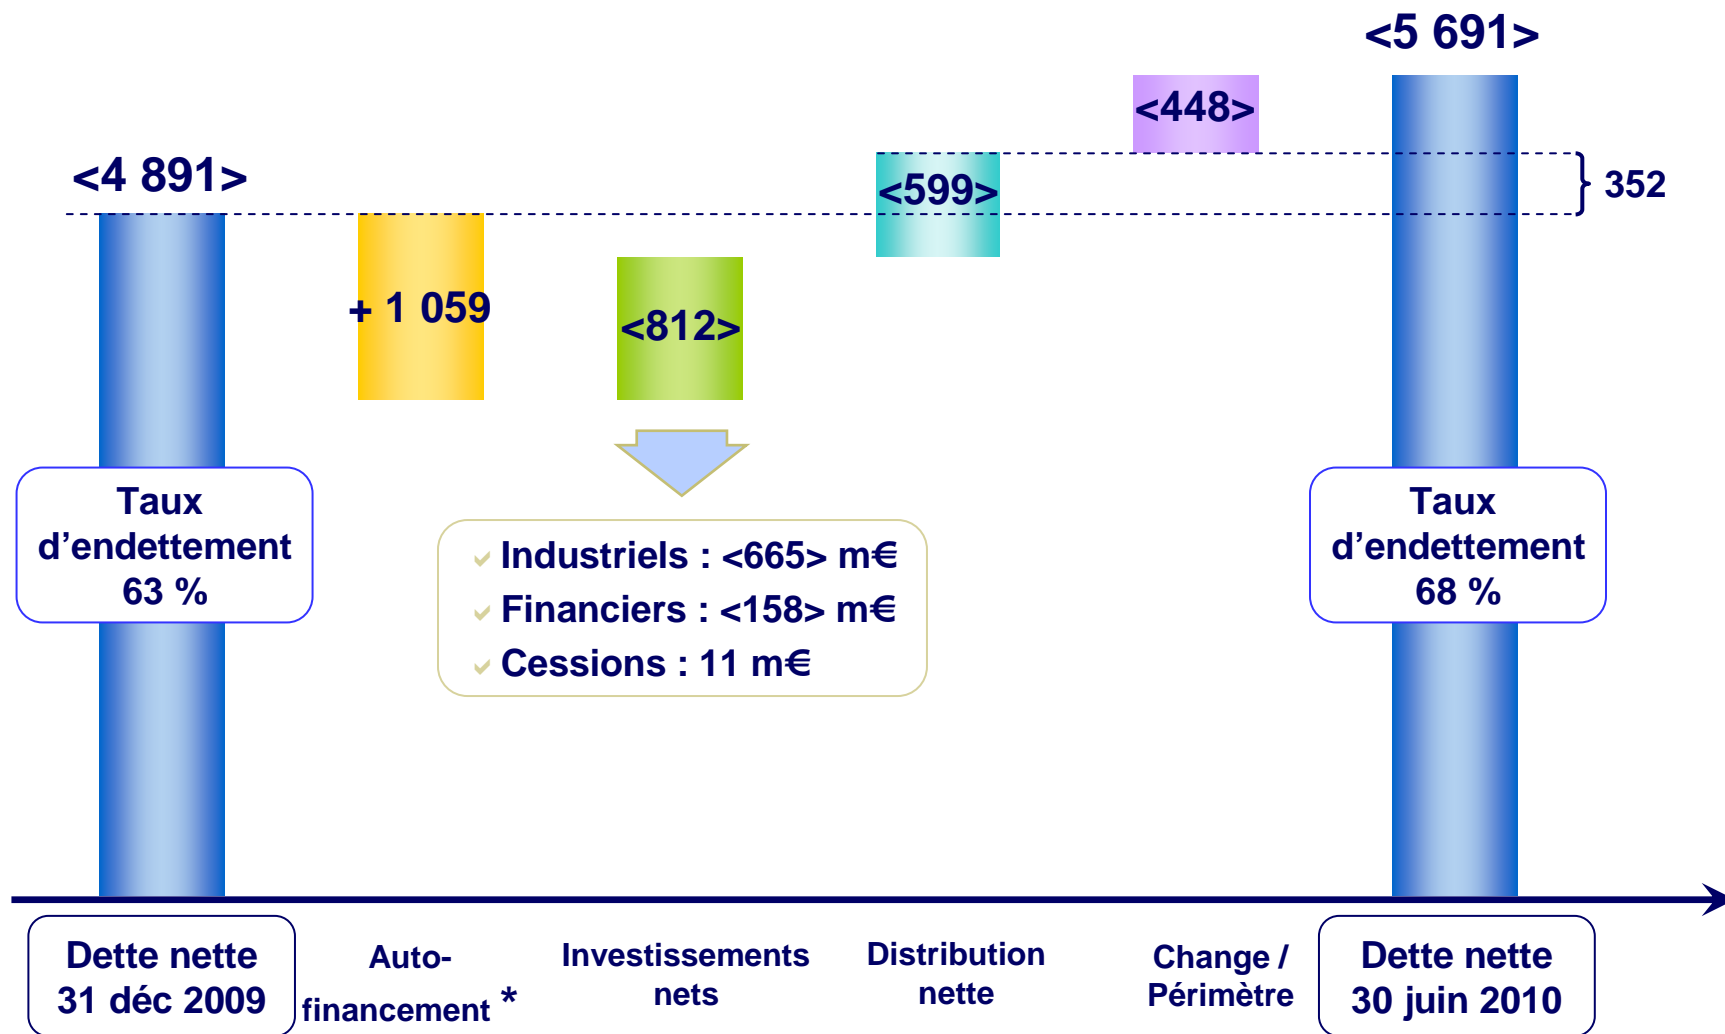 <5 691>
<448>
<4 891>
<599>
352
+ 1 059
<812>
Taux
d’endettement
63 %
Industriels : <665> m€
Financiers : <158> m€
Cessions : 11 m€
Taux
d’endettement
68 %
Dette nette
31 déc 2009
Auto-
financement *
Investissements
nets
Distribution
nette
Change /
Périmètre
Dette nette
30 juin 2010